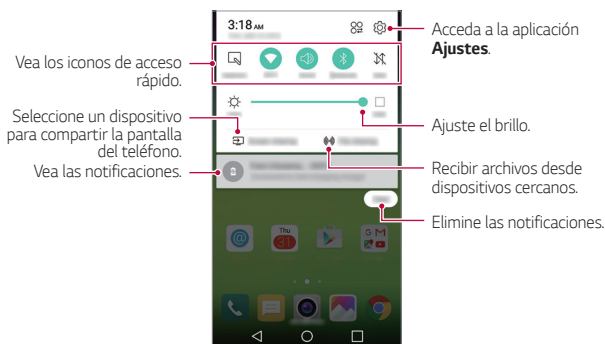 3:18 AM
Acceda a la aplicación
Ajustes.
Vea los iconos de acceso
rápido.
Seleccione un dispositivo
para compartir la pantalla
del teléfono.
Ajuste el brillo.
Vea las notificaciones.
Recibir archivos desde
dispositivos cercanos.
Elimine las notificaciones.
Thu
31
G M